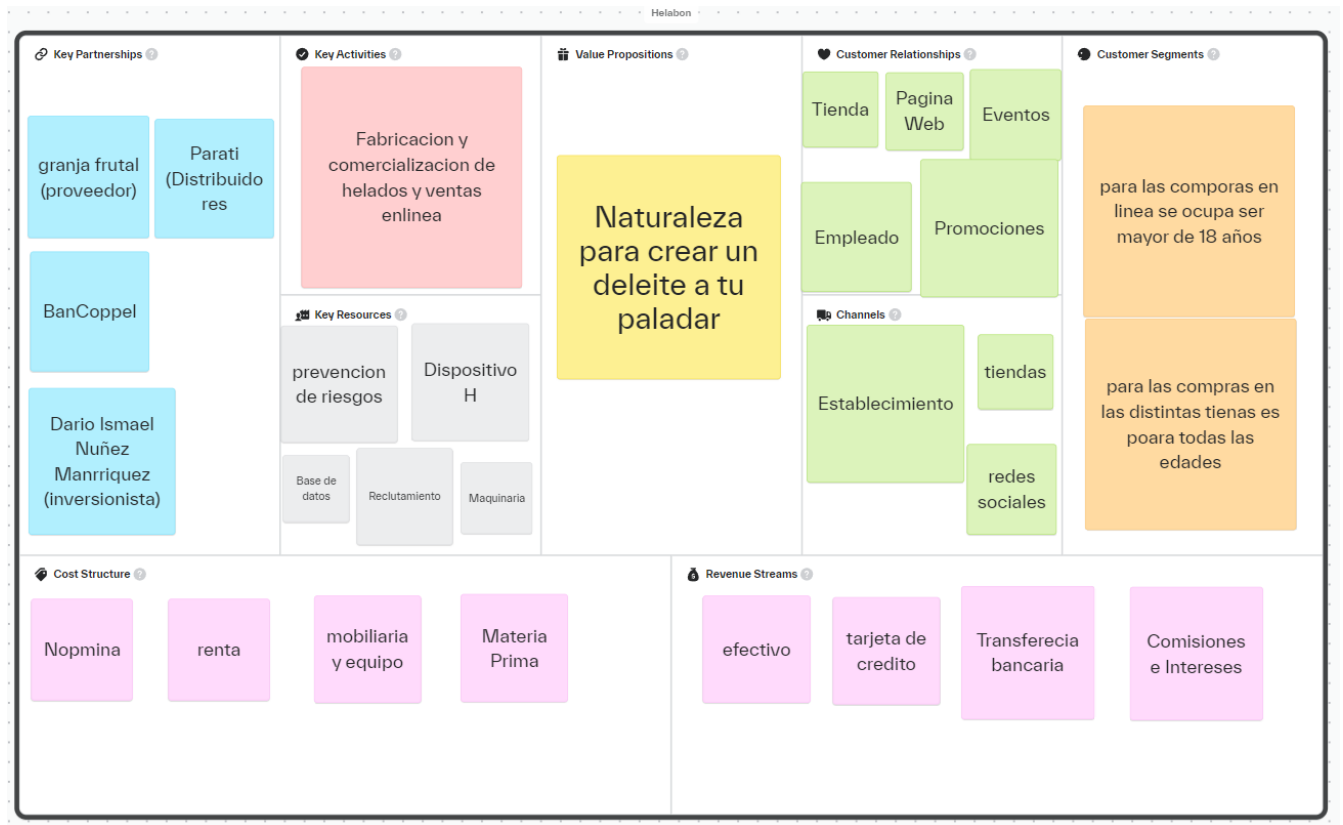 Helabon
Key Partnerships
granja frutal
(proveedor)
Parati
(Distribuido
res
BanCoppel
Dario Ismael
Nuñez
Manrriquez
(inversionista)
Key Activities
Fabricacion y
comercializacion de
helados y ventas
enlinea
Key Resources
prevencion
de riesgos
Dispositivo
H
Base de
datos
Reclutamiento
Maquinaria
Value Propositions
Naturaleza
para crear un
deleite a tu
paladar
Customer Relationships
Tienda
Pagina
Web
Eventos
Empleado
Promociones
Channels
Establecimiento
tiendas
redes
sociales
Customer Segments
para las comporas en
linea se ocupa ser
mayor de 18 años
para las compras en
las distintas tienas es
poara todas las
edades
Cost Structure
Nopmina
renta
mobiliaria
y equipo
Materia
Prima
Revenue Streams
efectivo
tarjeta de
credito
Transferecia
bancaria
Comisiones
e Intereses